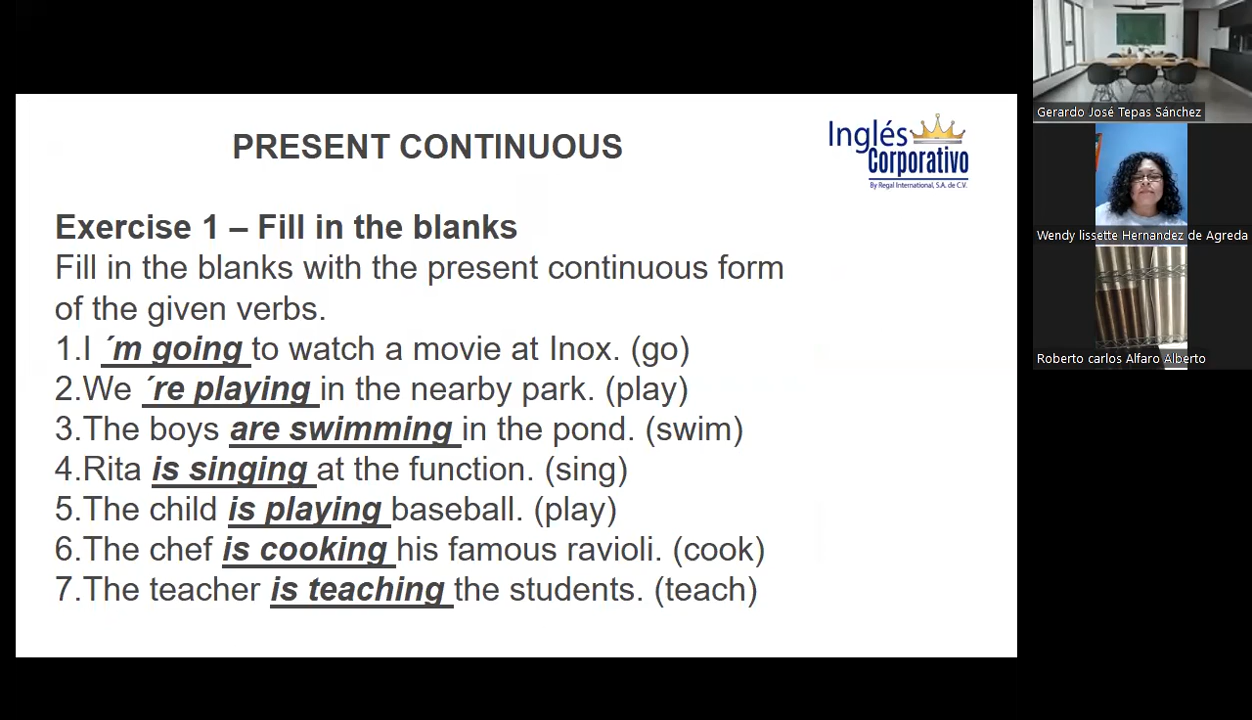 PRESENT CONTINUOUS
Inglés
Corporativo
By Regal International, S.A. de C.V.
Exercise 1 – Fill in the blanks
Fill in the blanks with the present continuous form
of the given verbs.
1.I ´m going to watch a movie at Inox. (go)
2.We ´re playing in the nearby park. (play)
3.The boys are swimming in the pond. (swim)
4.Rita is singing at the function. (sing)
5.The child is playing baseball. (play)
6.The chef is cooking his famous ravioli. (cook)
7.The teacher is teaching the students. (teach)
Gerardo José Tepas Sánchez
Wendy lissette Hernandez de Agreda
Roberto carlos Alfaro Alberto